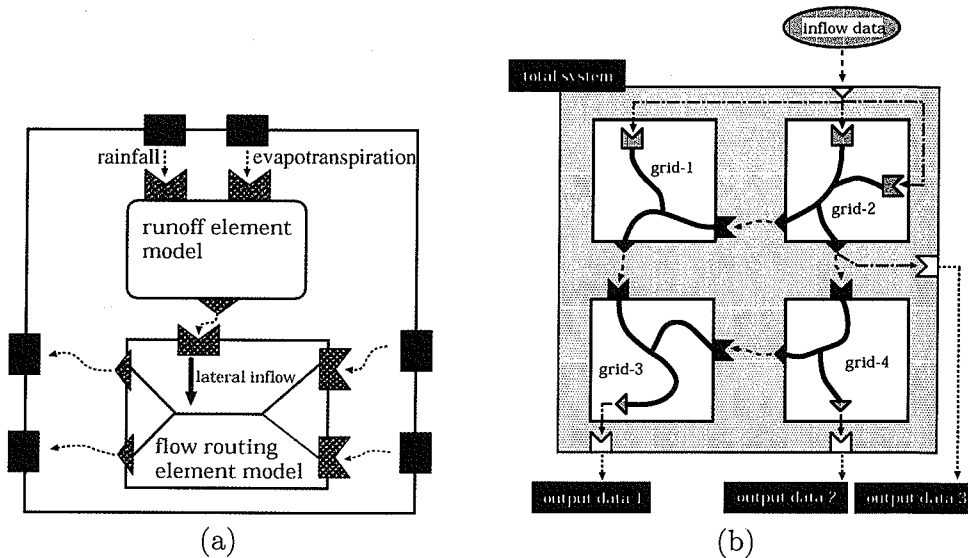 rainfall
evapotranspiration
runoff element
model
lateral inflow
flow routing
element model
(a)
inflow data
total system
grid-1
grid-2
grid-3
grid-4
output data 1
output data 2
output data 3
(b)